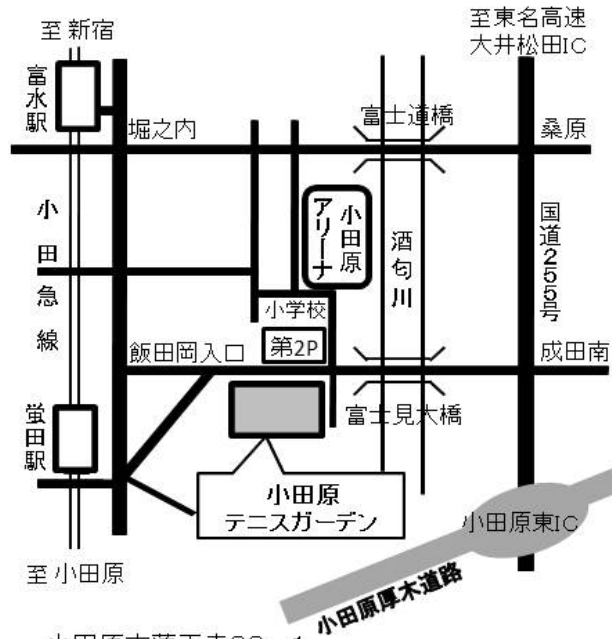 至 新宿
至東名高速
大井松田IC
富水駅
堀之内
富士道橋
桑原
小田急線
小田原
アリーナ
酒匂川
国道255号
小学校
第2P
飯田岡入口
成田南
富士見大橋
蛍田駅
小田原
テニスガーデン
小田原東IC
至 小田原
小田原厚木道路